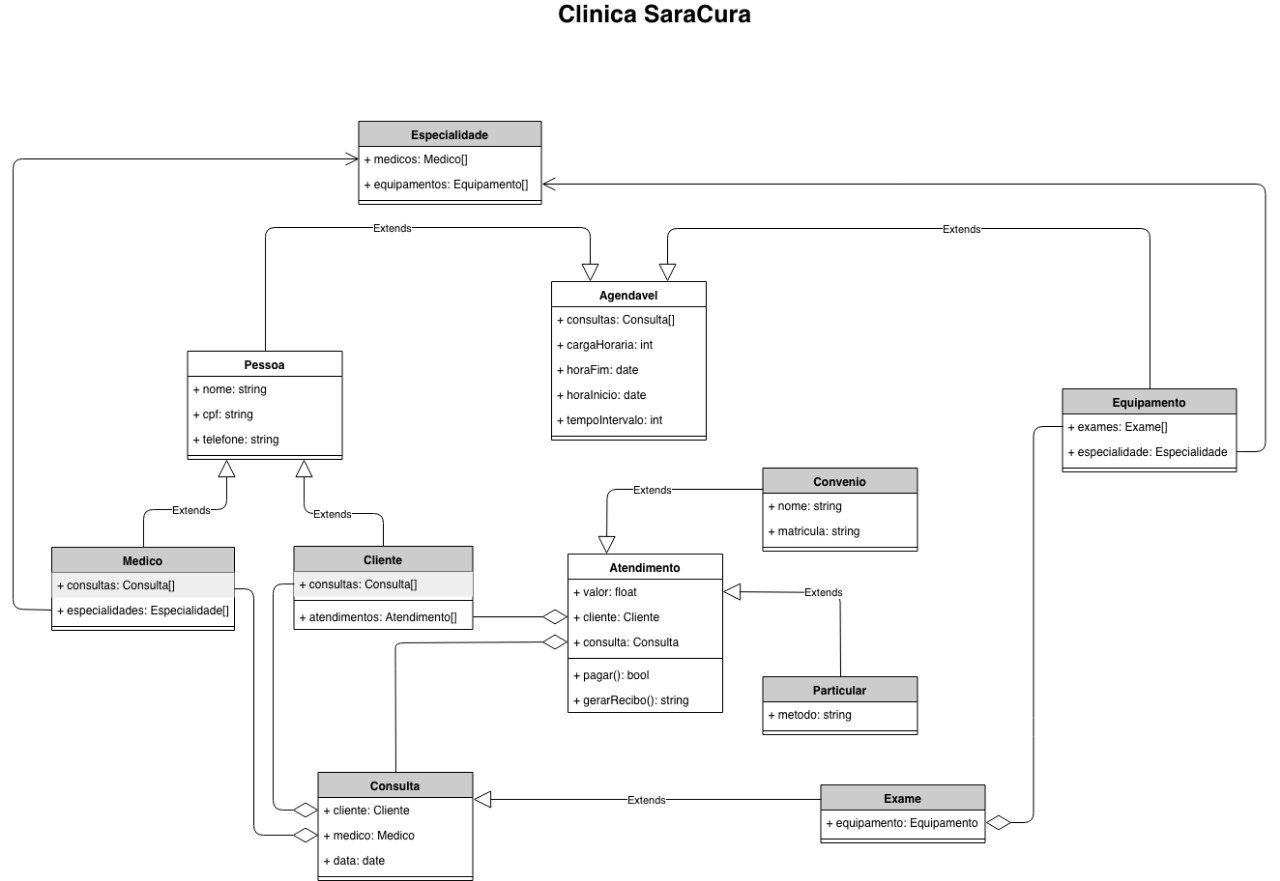 Clinica SaraCura
Especialidade
+ medicos: Medico[]
+ equipamentos: Equipamento[]
Extends
Extends
Agendavel
+ consultas: Consulta[]
+ cargaHoraria: int
+ horaFim: date
+ horaInicio: date
+ tempoIntervalo: int
Pessoa
+ nome: string
+ cpf: string
+ telefone: string
Equipamento
+ exames: Exame[]
+ especialidade: Especialidade
Extends
Extends
Extends
Convenio
+ nome: string
+ matricula: string
Medico
+ consultas: Consulta[]
+ especialidades: Especialidade[]
Cliente
+ consultas: Consulta[]
+ atendimentos: Atendimento[]
Atendimento
+ valor: float
+ cliente: Cliente
+ consulta: Consulta
+ pagar(): bool
+ gerarRecibo(): string
Extends
Particular
+ metodo: string
Consulta
+ cliente: Cliente
+ medico: Medico
+ data: date
Extends
Exame
+ equipamento: Equipamento